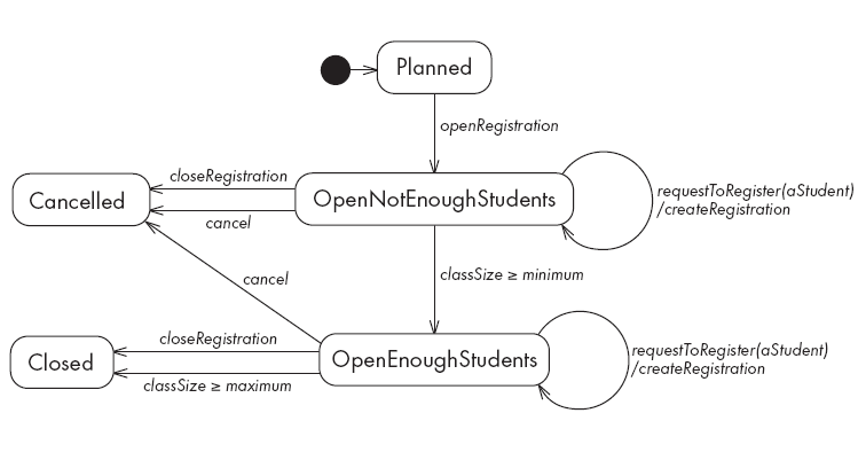 Planned
openRegistration
closeRegistration
Cancelled
OpenNotEnoughStudents
requestToRegister(aStudent)
/createRegistration
cancel
classSize ≥ minimum
cancel
closeRegistration
Closed
OpenEnoughStudents
requestToRegister(aStudent)
/createRegistration
classSize ≥ maximum